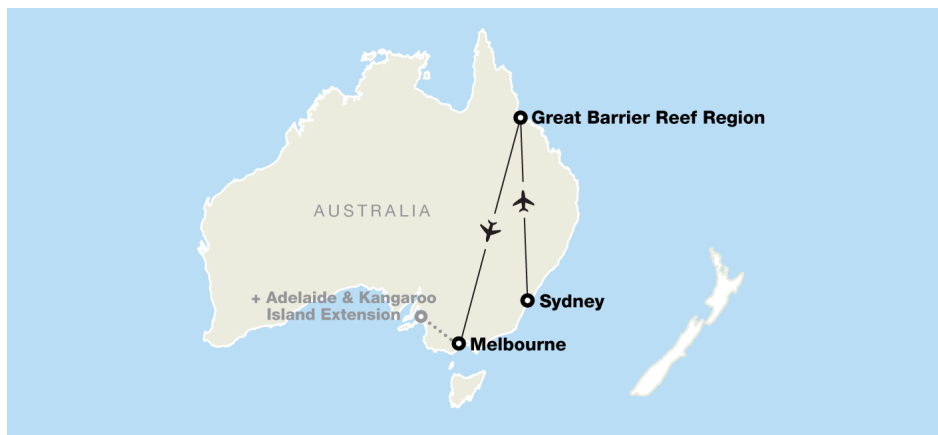 Great Barrier Reef Region
AUSTRALIA
+ Adelaide & Kangaroo
Island Extension
Sydney
Melbourne